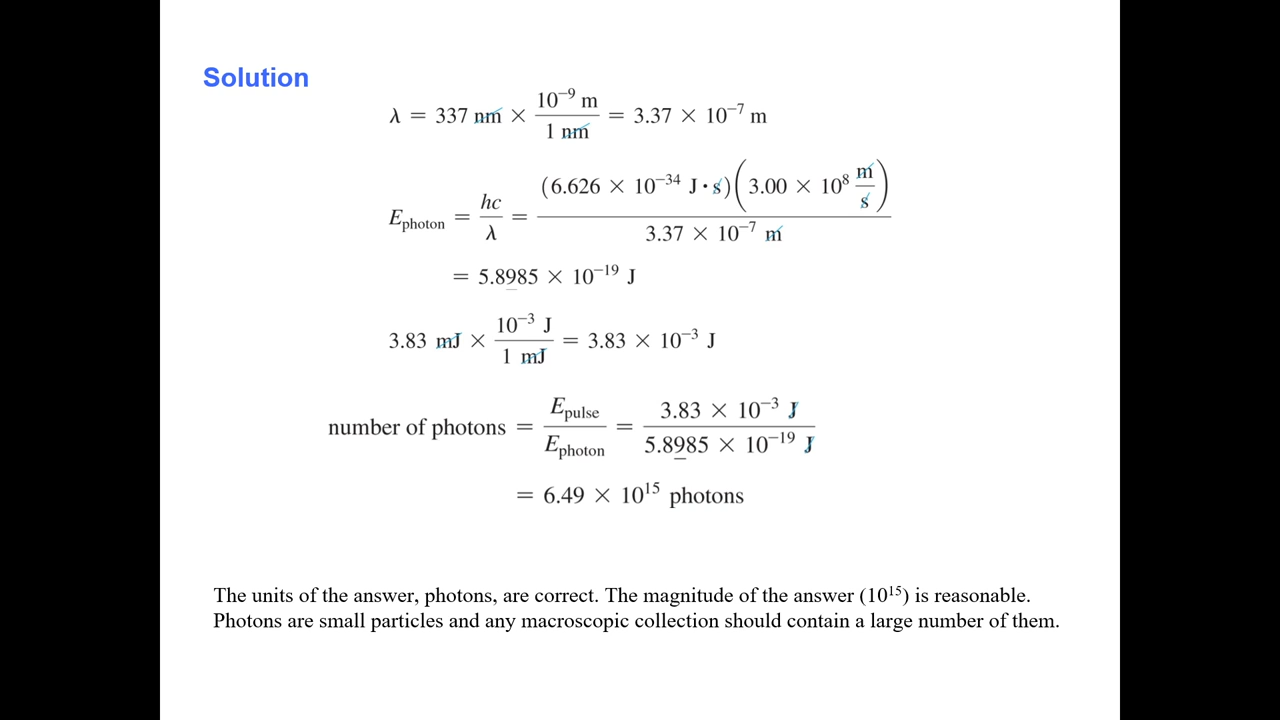 Solution
λ = 337 nm × 10⁻⁹ m / 1 nm = 3.37 × 10⁻⁷ m
E_photon = hc / λ = (6.626 × 10⁻³⁴ J · s)(3.00 × 10⁸ m/s) / 3.37 × 10⁻⁷ m
= 5.8985 × 10⁻¹⁹ J
3.83 mJ × 10⁻³ J / 1 mJ = 3.83 × 10⁻³ J
number of photons = E_pulse / E_photon = 3.83 × 10⁻³ J / 5.8985 × 10⁻¹⁹ J
= 6.49 × 10¹⁵ photons
The units of the answer, photons, are correct. The magnitude of the answer (10¹⁵) is reasonable.
Photons are small particles and any macroscopic collection should contain a large number of them.